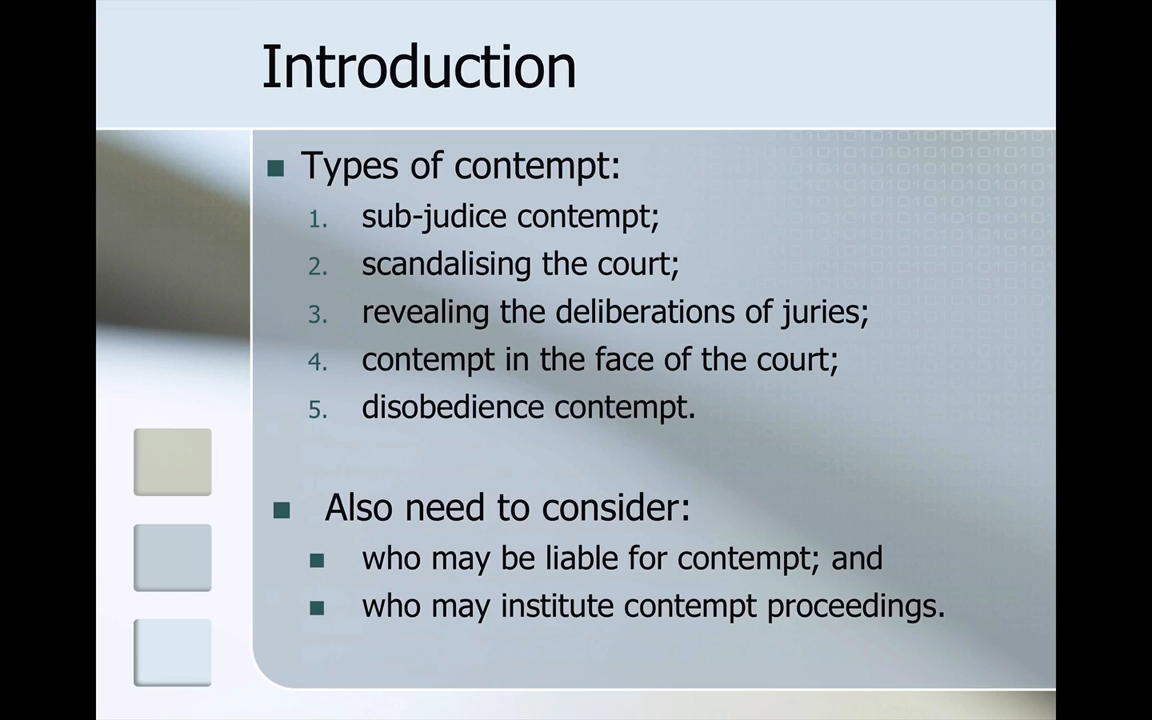 Introduction
■ Types of contempt:
1. sub-judice contempt;
2. scandalising the court;
3. revealing the deliberations of juries;
4. contempt in the face of the court;
5. disobedience contempt.
■ Also need to consider:
■ who may be liable for contempt; and
■ who may institute contempt proceedings.